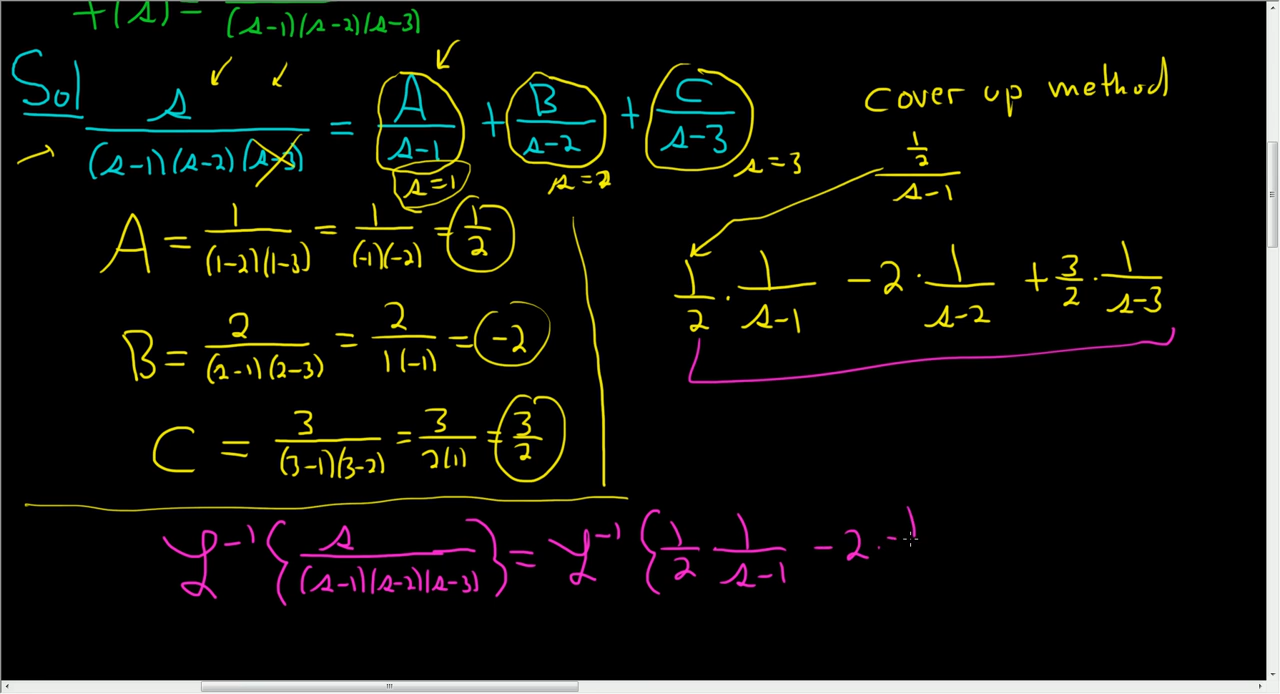 F(s) = / (s-1)(s-2)(s-3)
Sol s/((s-1)(s-2)(s-3)) = A/(s-1) + B/(s-2) + C/(s-3)
Cover up method
s=1 s=2 s=3
(1/2)/(s-1)
A = 1/((1-2)(1-3)) = 1/((-1)(-2)) = 1/2
1/2 · 1/(s-1) - 2 · 1/(s-2) + 3/2 · 1/(s-3)
B = 2/((2-1)(2-3)) = 2/(1(-1)) = -2
C = 3/((3-1)(3-2)) = 3/(2(1)) = 3/2
ℒ⁻¹{s/((s-1)(s-2)(s-3))} = ℒ⁻¹{1/2 1/(s-1) - 2 · 1